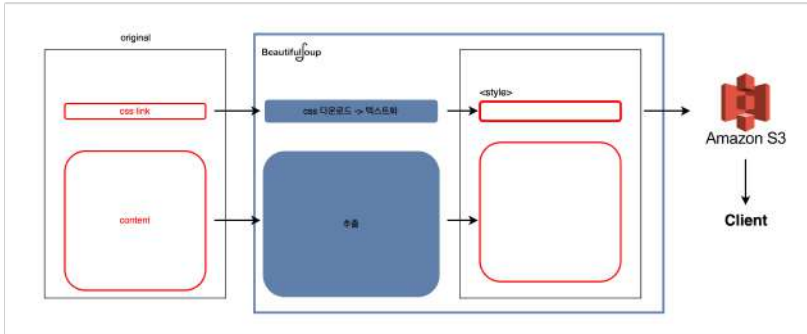 original
BeautifulSoup
css link
css 다운로드 -> 텍스트화
<style>
content
추출
Amazon S3
Client